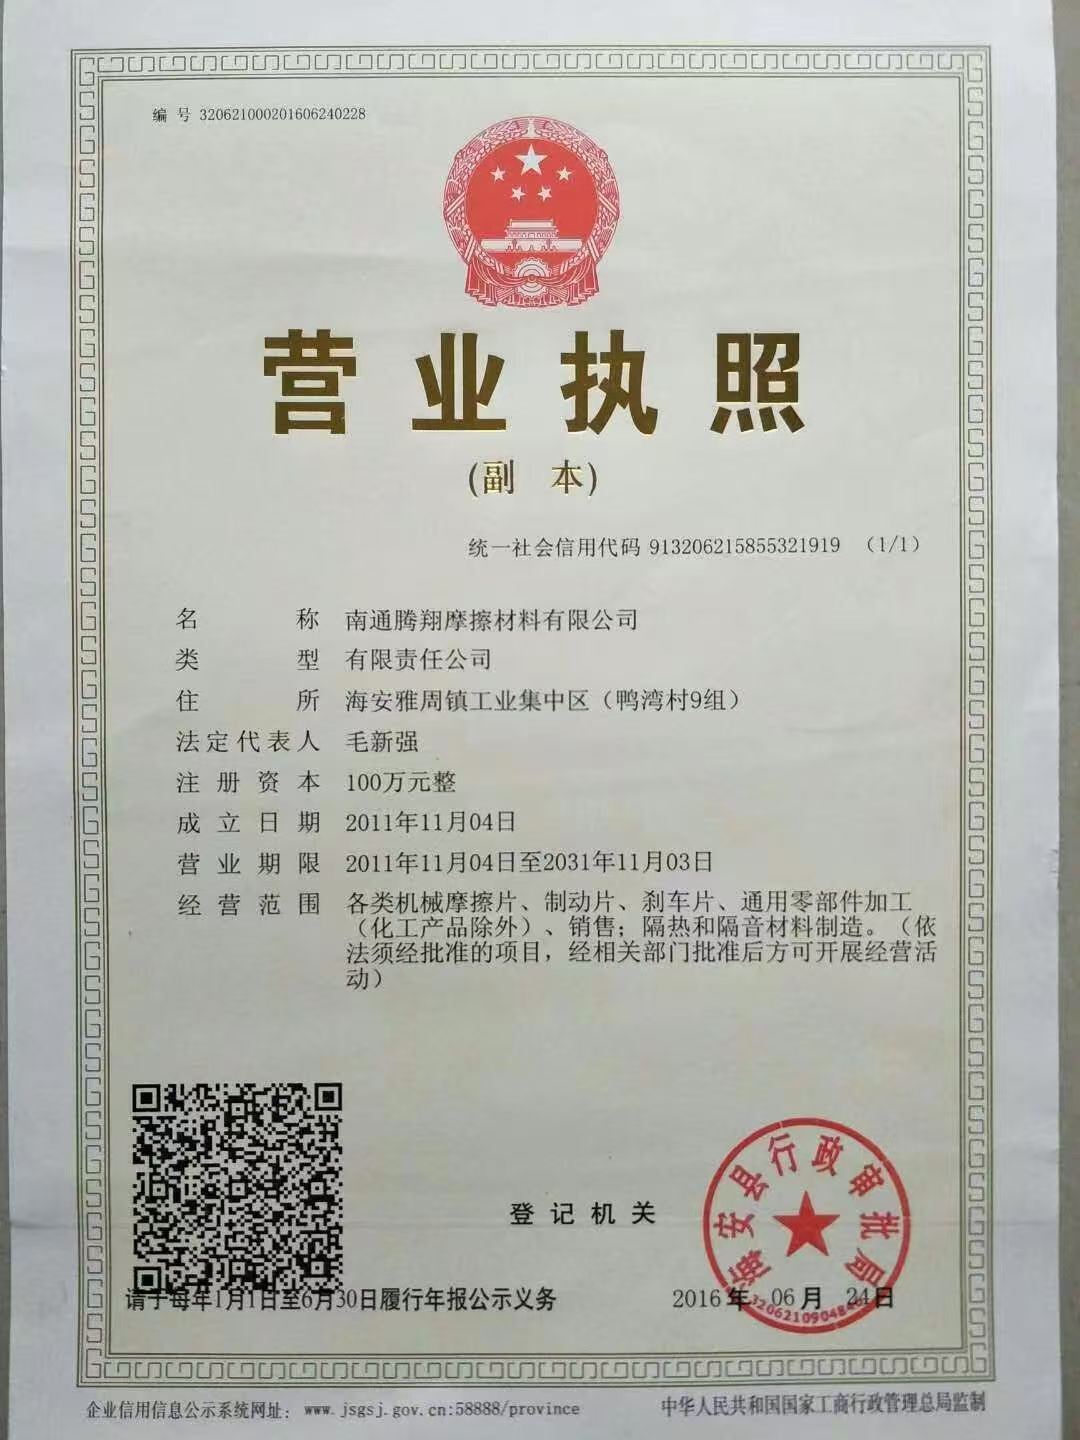 编 号 320621000201606240228
营业执照
(副 本)
统一社会信用代码 913206215855321919 （1/1）
名 称 南通腾翔摩擦材料有限公司
类 型 有限责任公司
住 所 海安雅周镇工业集中区（鸭湾村9组）
法定代表人 毛新强
注册资本 100万元整
成立日期 2011年11月04日
营业期限 2011年11月04日至2031年11月03日
经营范围 各类机械摩擦片、制动片、刹车片、通用零部件加工
（化工产品除外）、销售；隔热和隔音材料制造。（依
法须经批准的项目，经相关部门批准后方可开展经营活
动）
海安县行政审批局
登记机关
请于每年1月1日至6月30日履行年报公示义务
2016 年 06 月 24 日
企业信用信息公示系统网址： www.jsgsj.gov.cn:58888/province
中华人民共和国国家工商行政管理总局监制